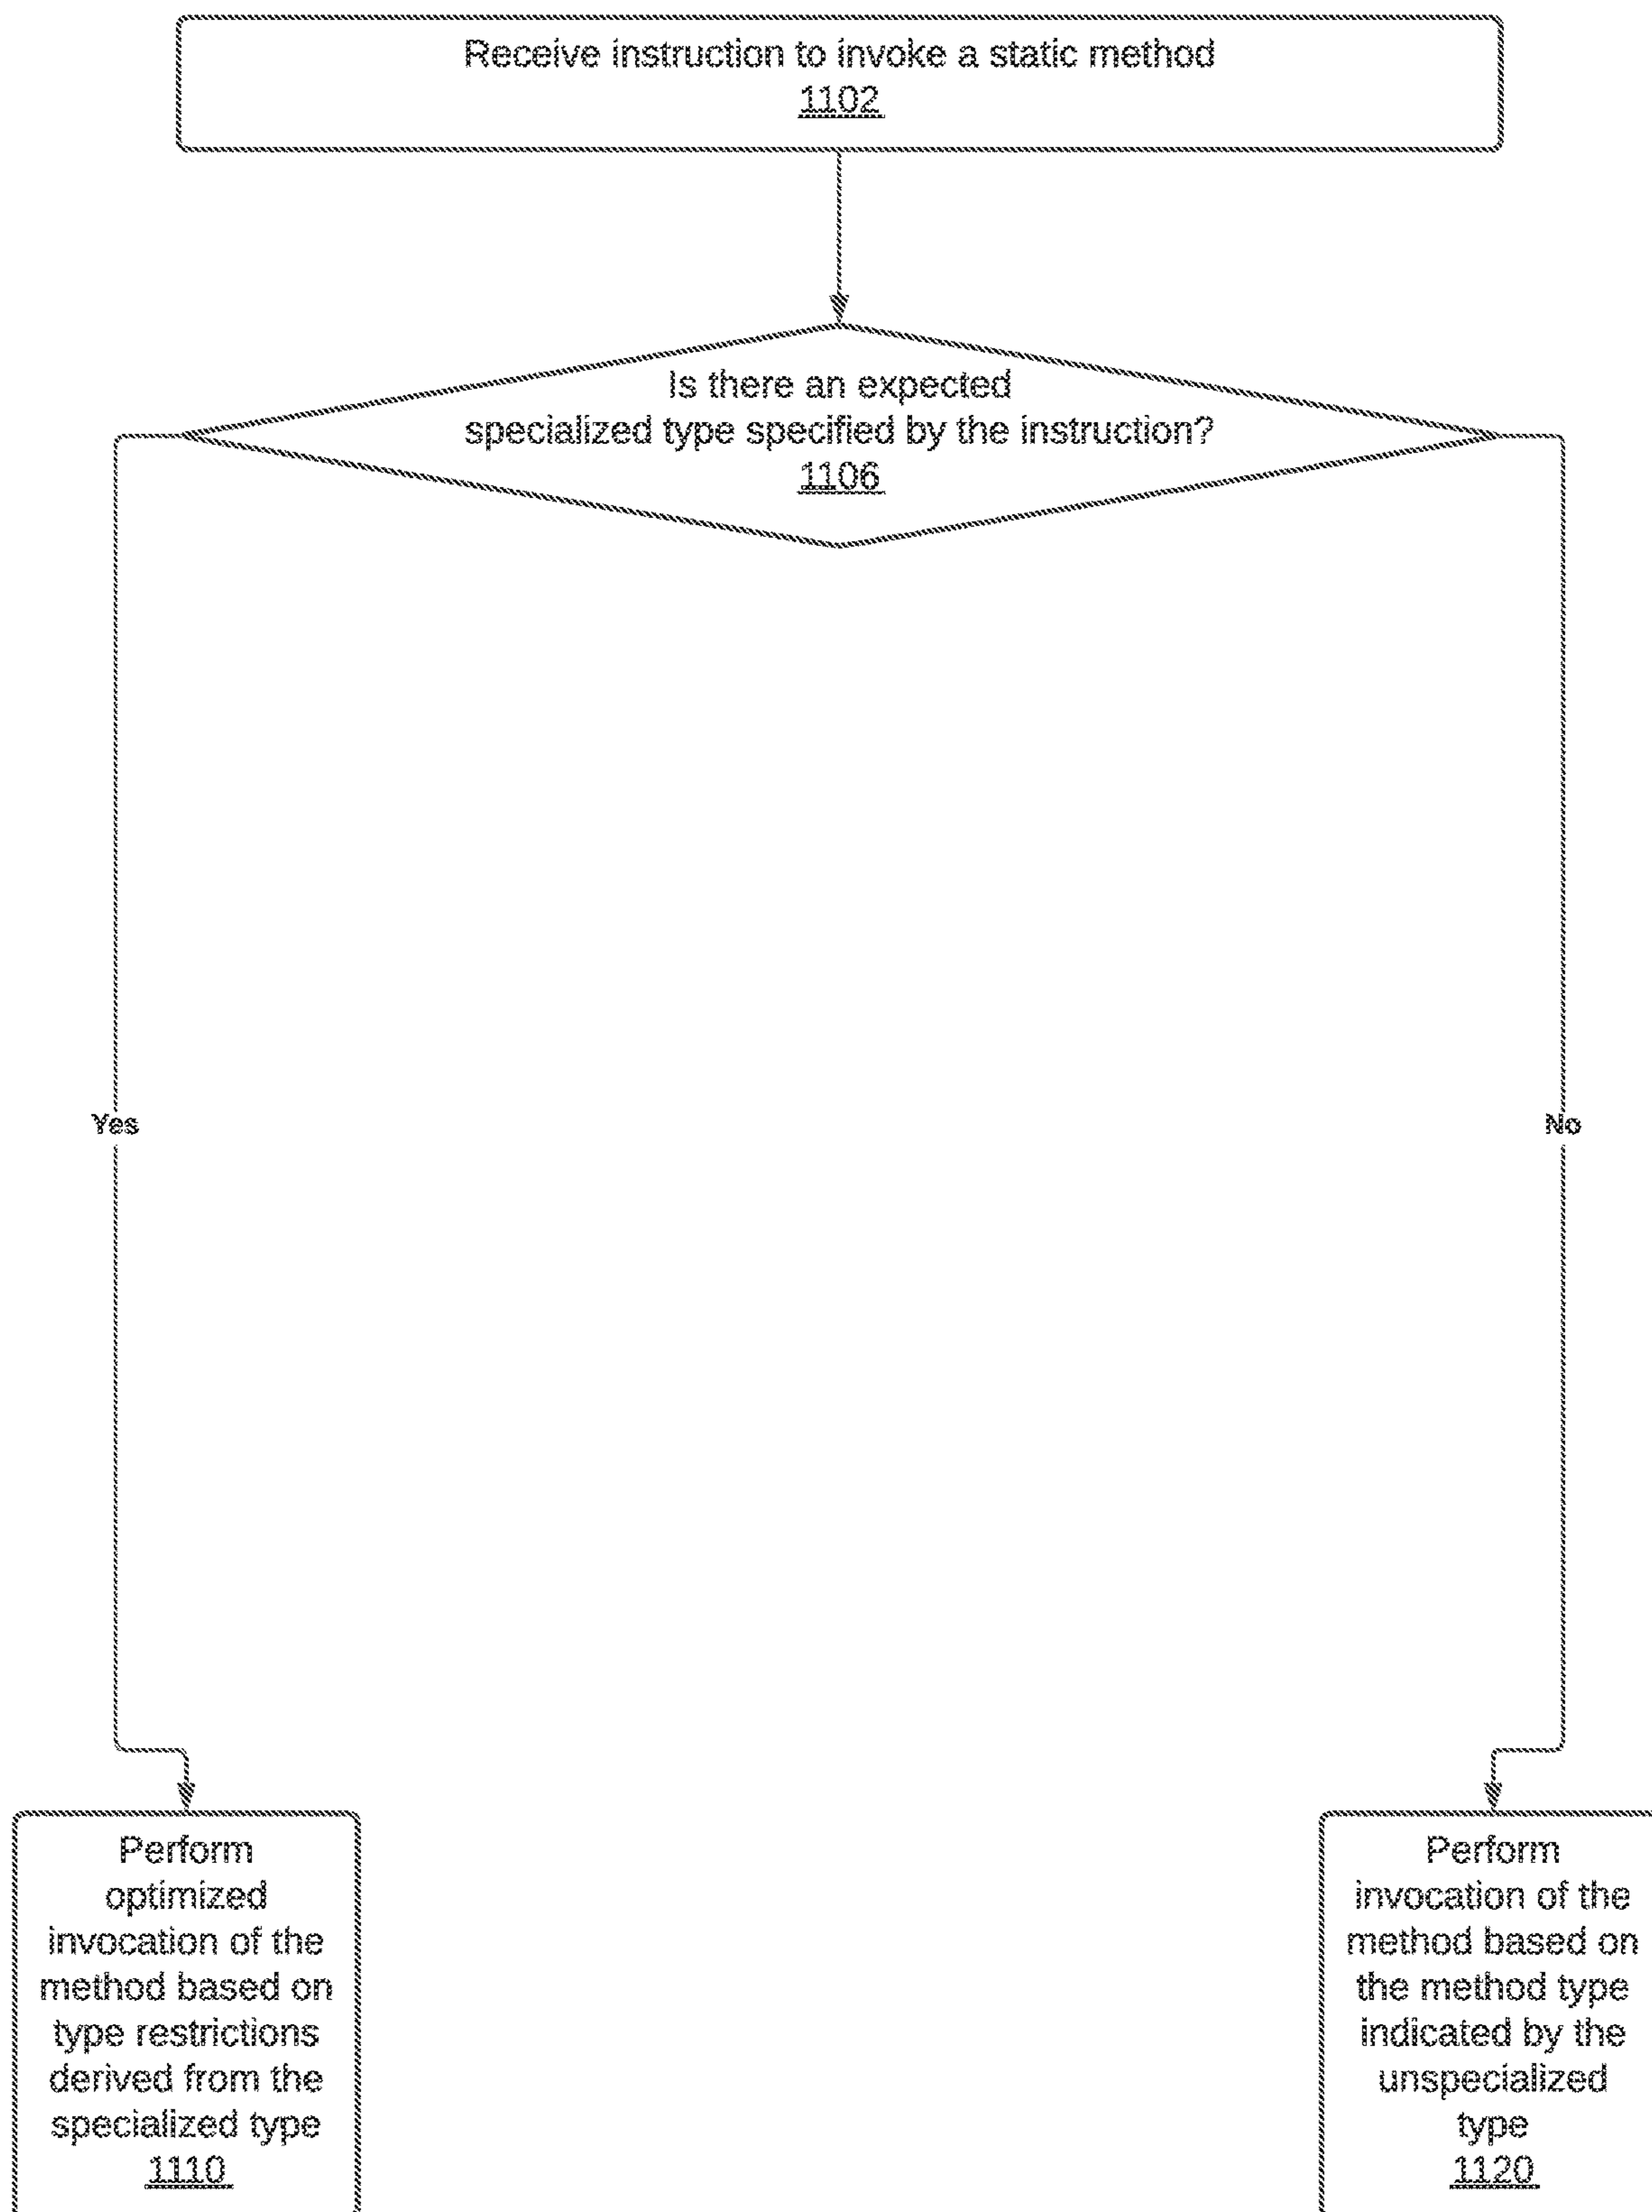 Receive instruction to invoke a static method
1102
Is there an expected
specialized type specified by the instruction?
1106
Yes
No
Perform
optimized
invocation of the
method based on
type restrictions
derived from the
specialized type
1110
Perform
invocation of the
method based on
the method type
indicated by the
unspecialized
type
1120